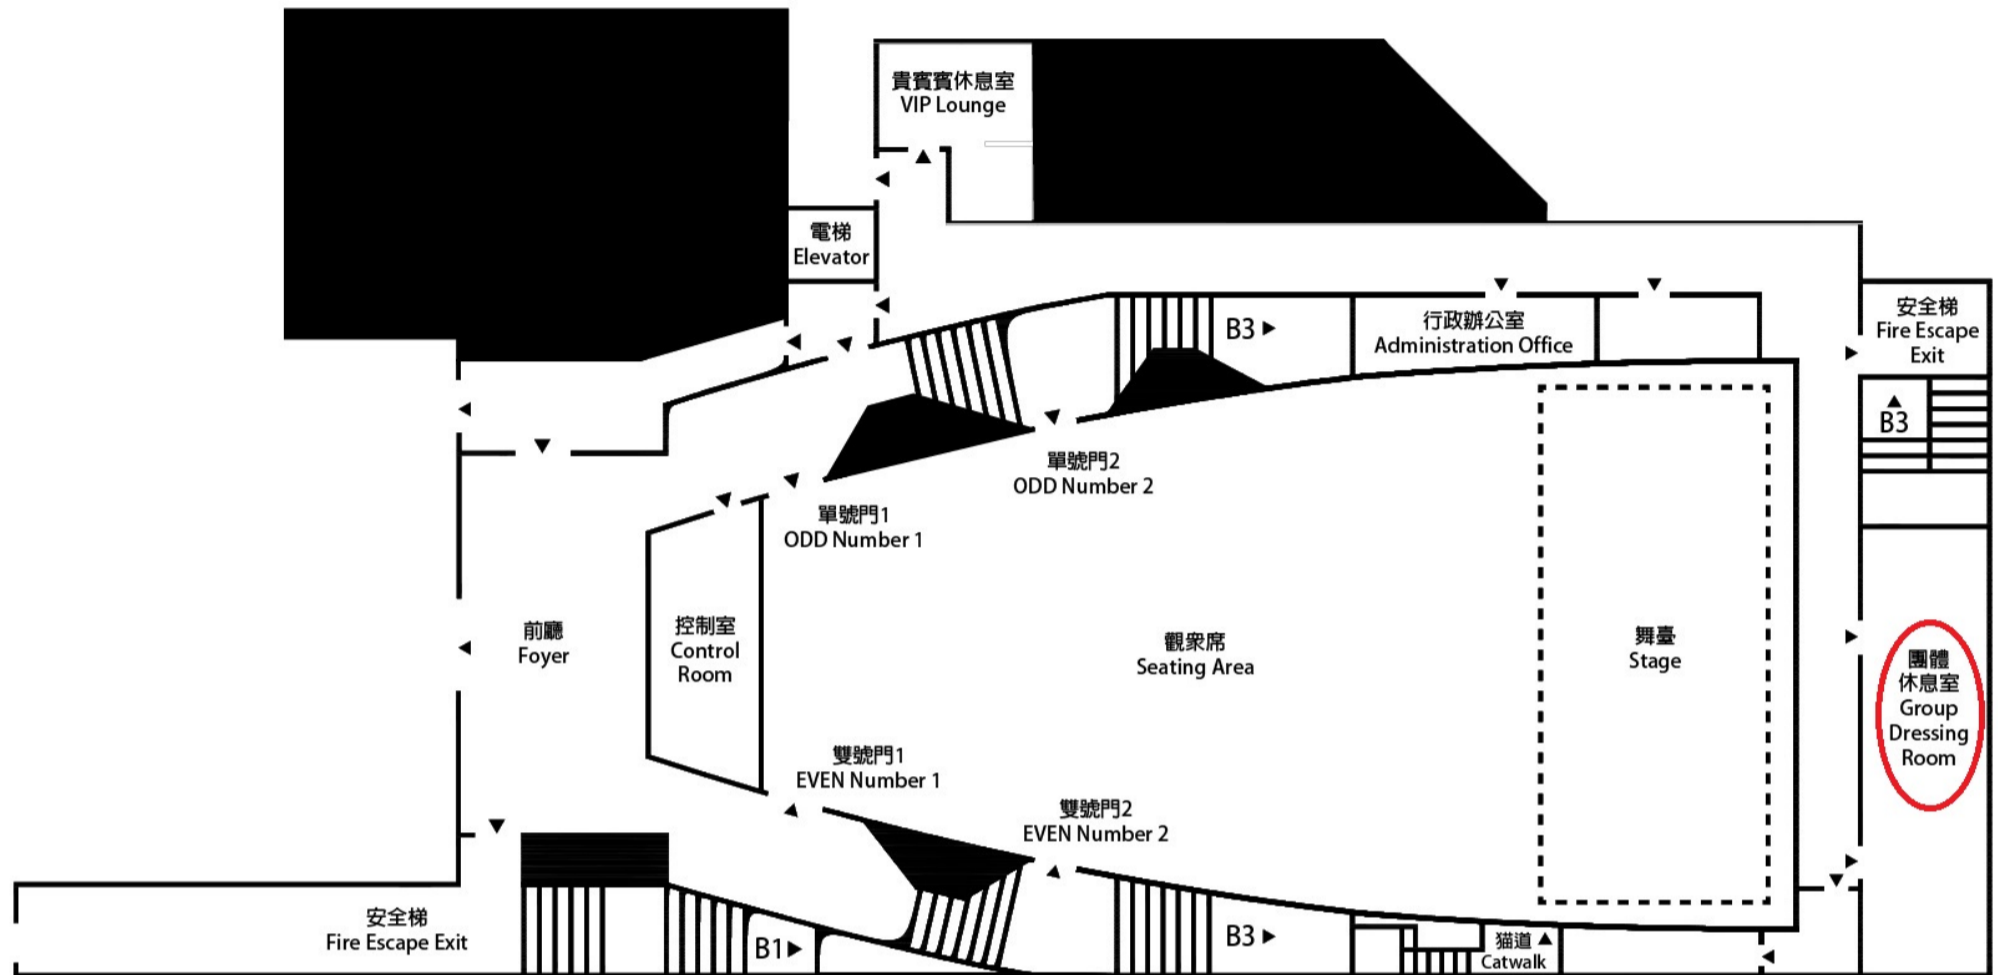 貴賓賓休息室
VIP Lounge
電梯
Elevator
B3
行政辦公室
Administration Office
安全梯
Fire Escape
Exit
B3
單號門2
ODD Number 2
單號門1
ODD Number 1
前廳
Foyer
控制室
Control
Room
觀衆席
Seating Area
舞臺
Stage
團體
休息室
Group
Dressing
Room
雙號門1
EVEN Number 1
雙號門2
EVEN Number 2
安全梯
Fire Escape Exit
B1
B3
猫道
Catwalk